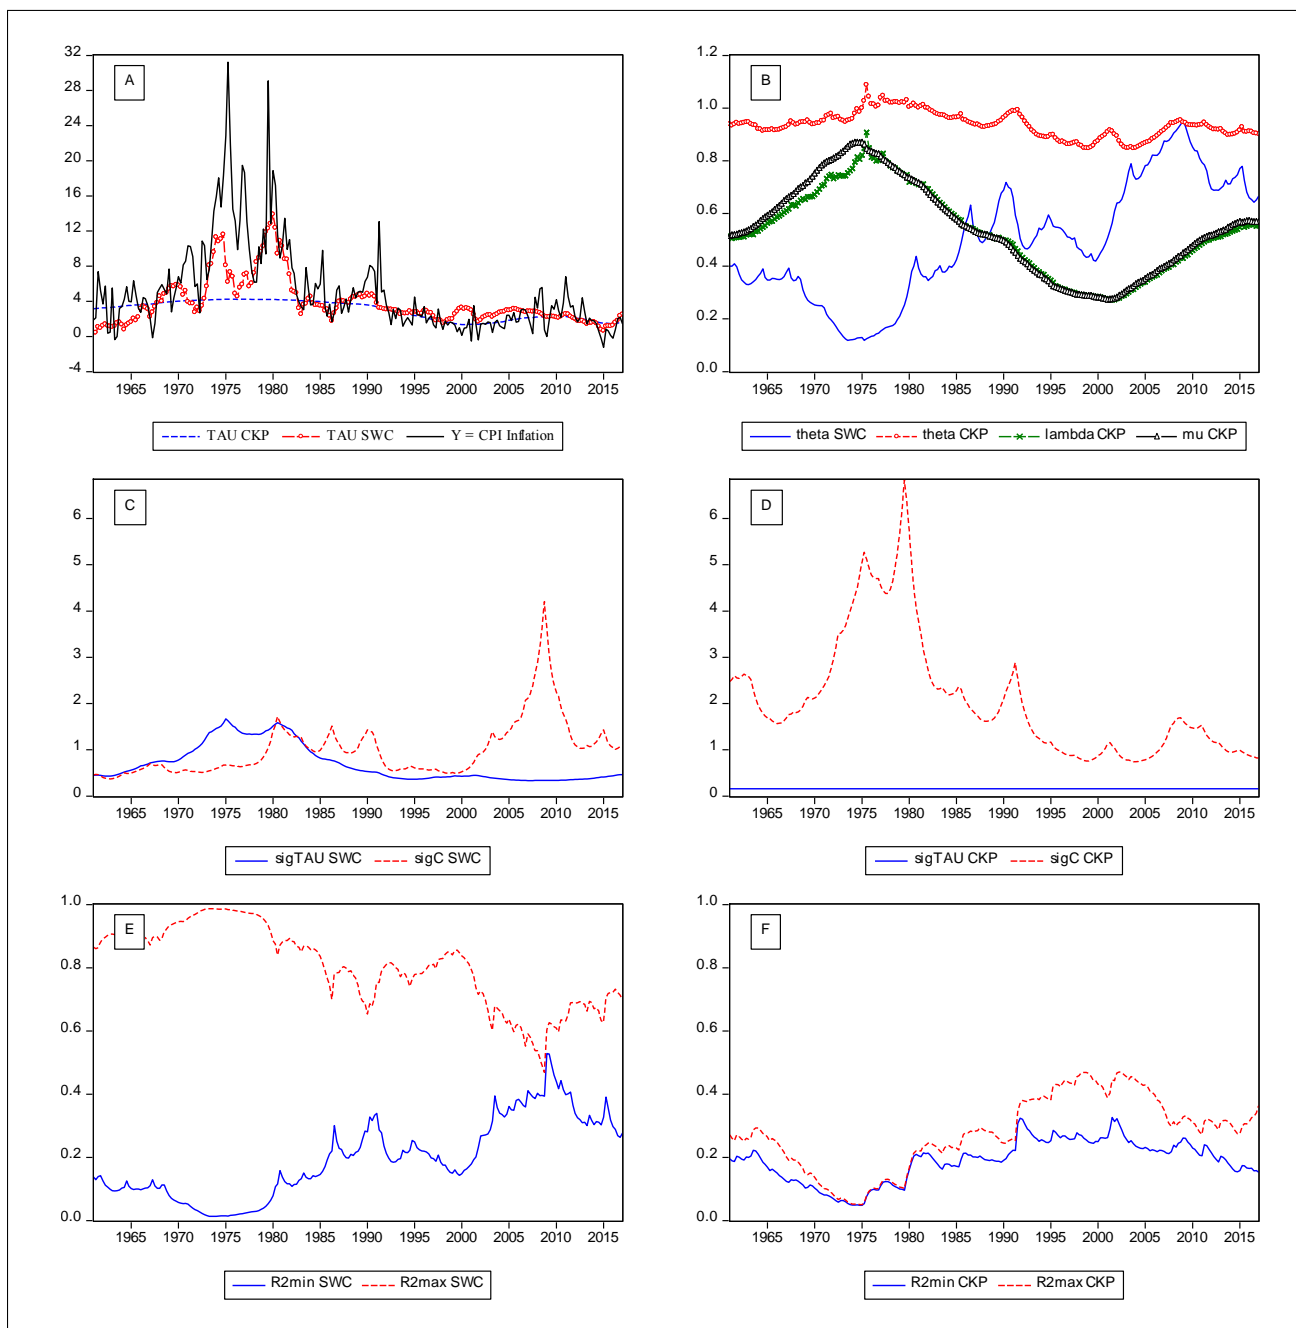 A
32
28
24
20
16
12
8
4
0
-4
1965 1970 1975 1980 1985 1990 1995 2000 2005 2010 2015
TAU CKP TAU SWC Y = CPI Inflation
B
1.2
1.0
0.8
0.6
0.4
0.2
0.0
1965 1970 1975 1980 1985 1990 1995 2000 2005 2010 2015
theta SWC theta CKP lambda CKP mu CKP
C
6
5
4
3
2
1
0
1965 1970 1975 1980 1985 1990 1995 2000 2005 2010 2015
sigTAU SWC sigC SWC
D
6
5
4
3
2
1
0
1965 1970 1975 1980 1985 1990 1995 2000 2005 2010 2015
sigTAU CKP sigC CKP
E
1.0
0.8
0.6
0.4
0.2
0.0
1965 1970 1975 1980 1985 1990 1995 2000 2005 2010 2015
R2min SWC R2max SWC
F
1.0
0.8
0.6
0.4
0.2
0.0
1965 1970 1975 1980 1985 1990 1995 2000 2005 2010 2015
R2min CKP R2max CKP